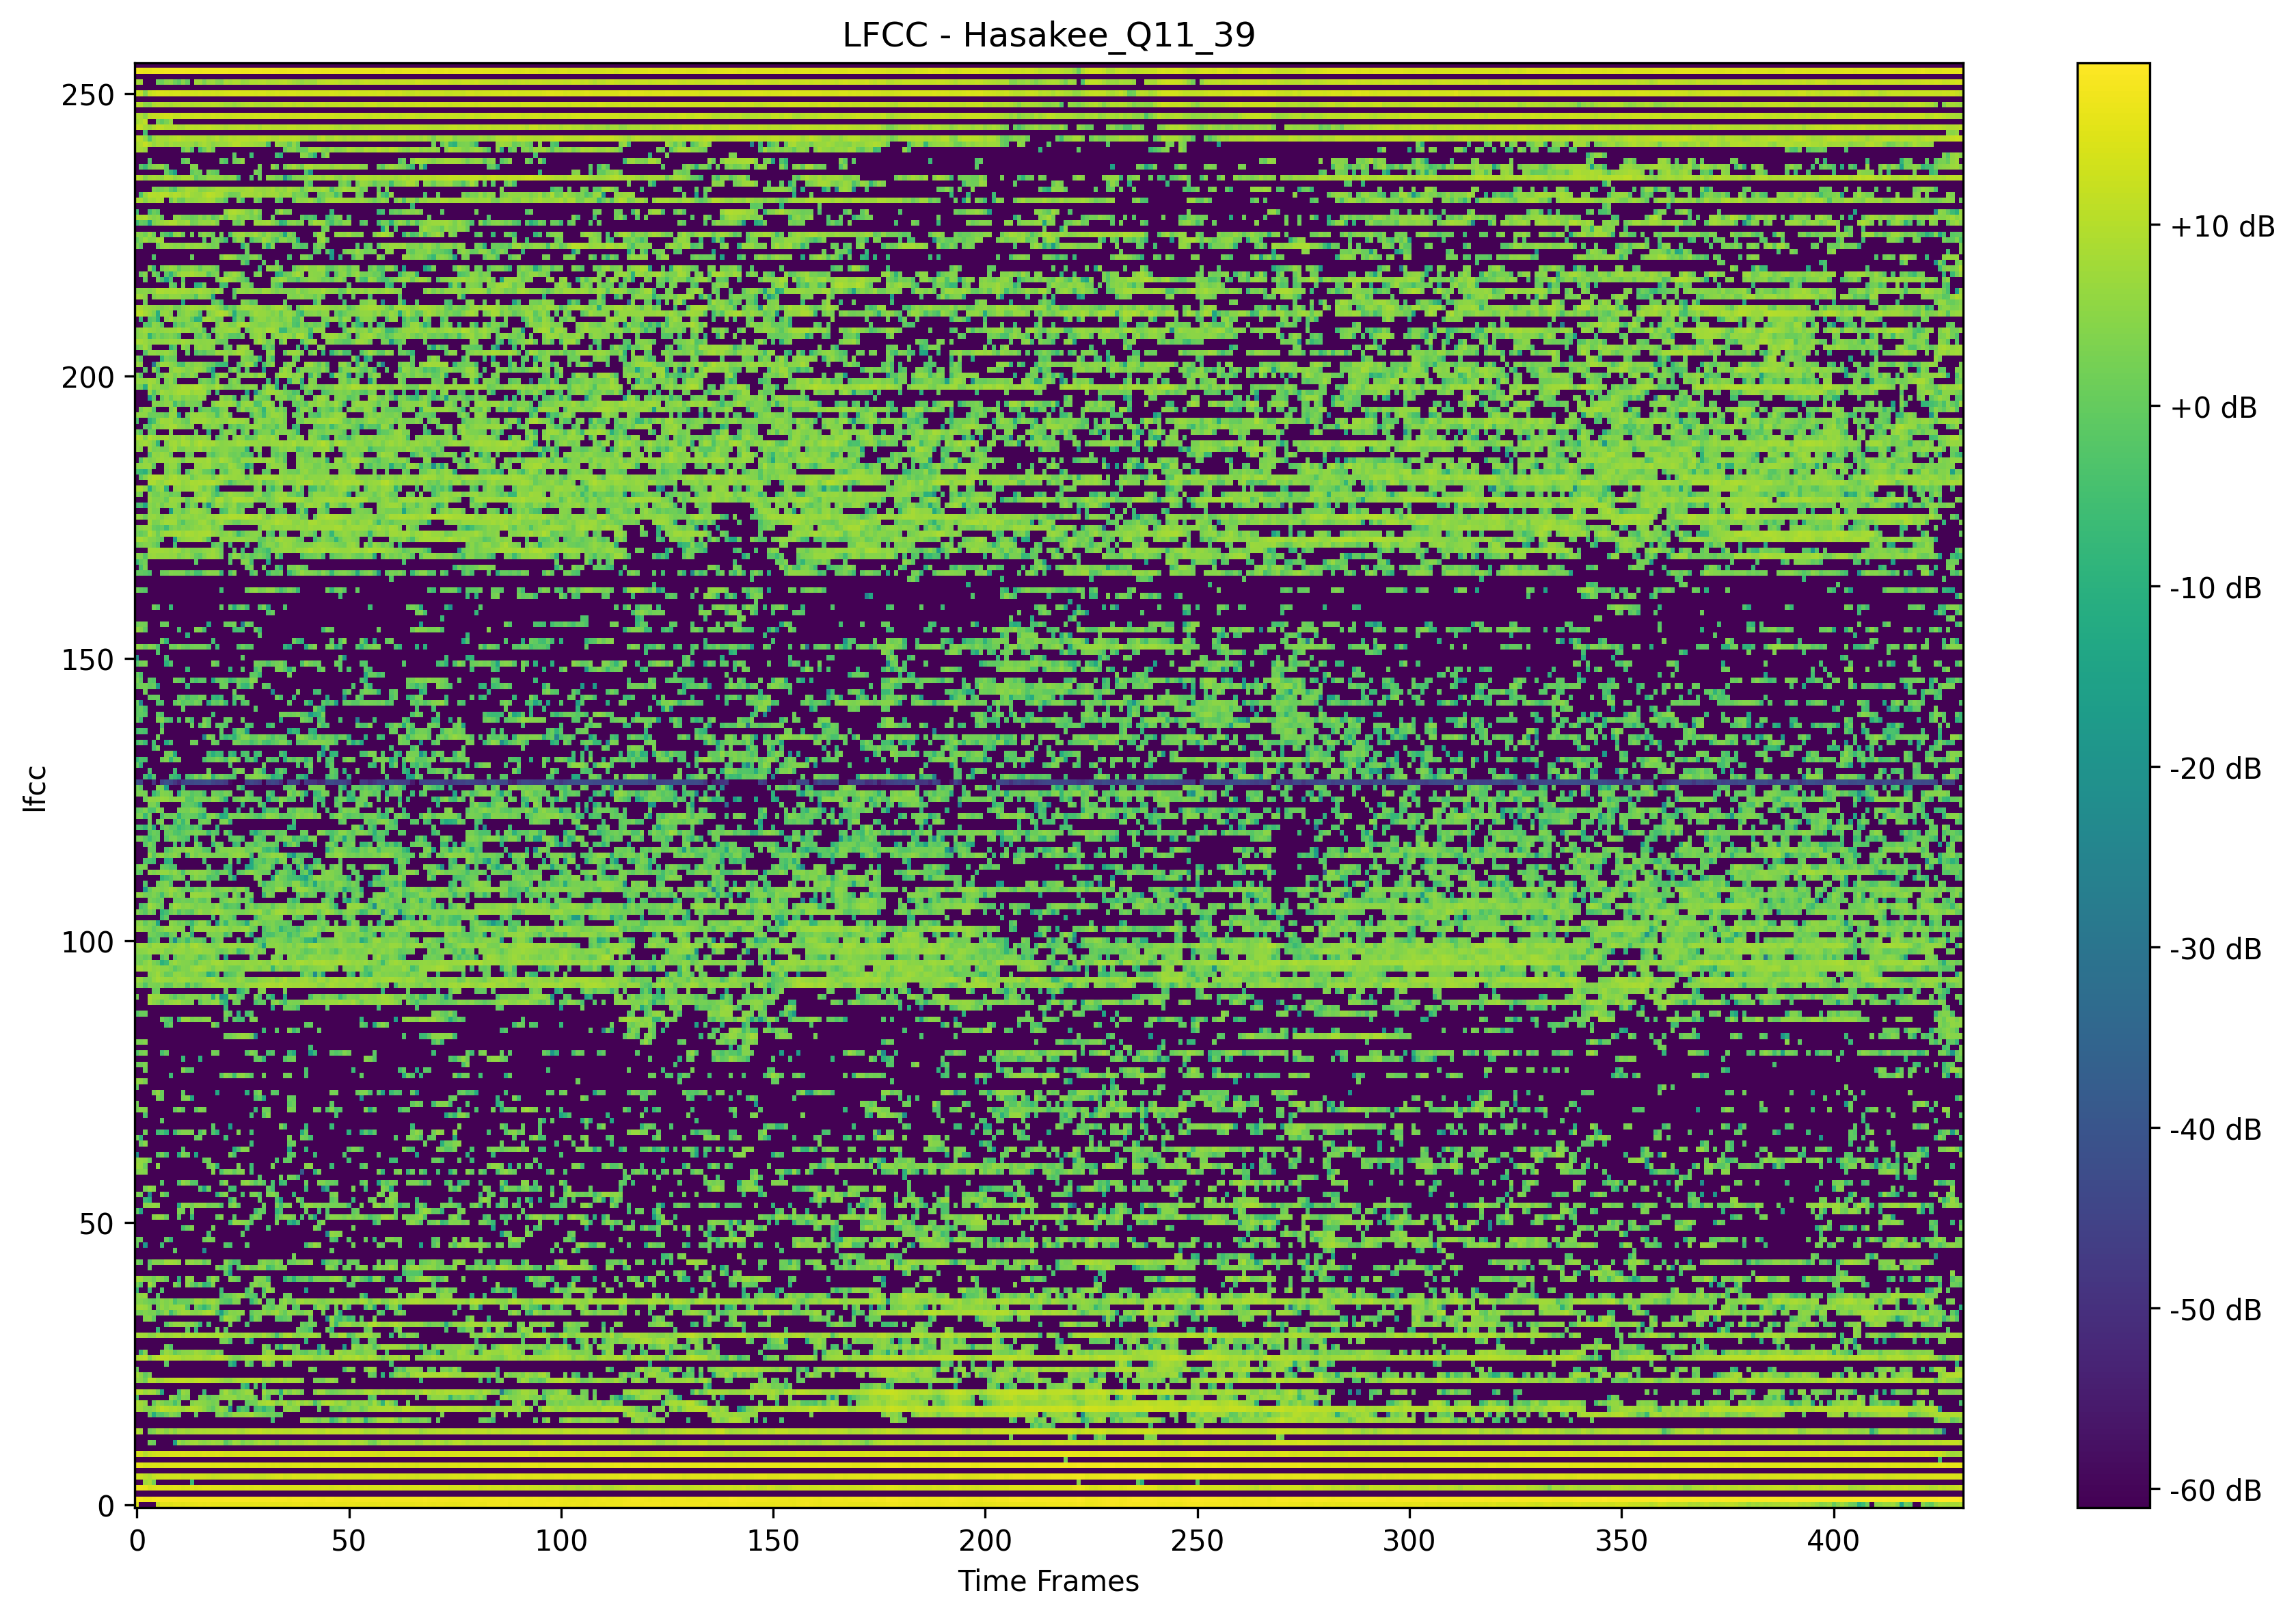 LFCC - Hasakee_Q11_39
250
200
150
100
50
0
lfcc
0 50 100 150 200 250 300 350 400
Time Frames
+10 dB
+0 dB
-10 dB
-20 dB
-30 dB
-40 dB
-50 dB
-60 dB